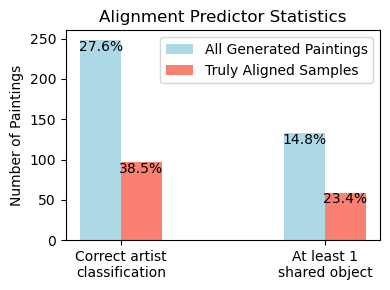 Alignment Predictor Statistics
All Generated Paintings
Truly Aligned Samples
Number of Paintings
250
200
150
100
50
0
27.6%
38.5%
14.8%
23.4%
Correct artist
classification
At least 1
shared object